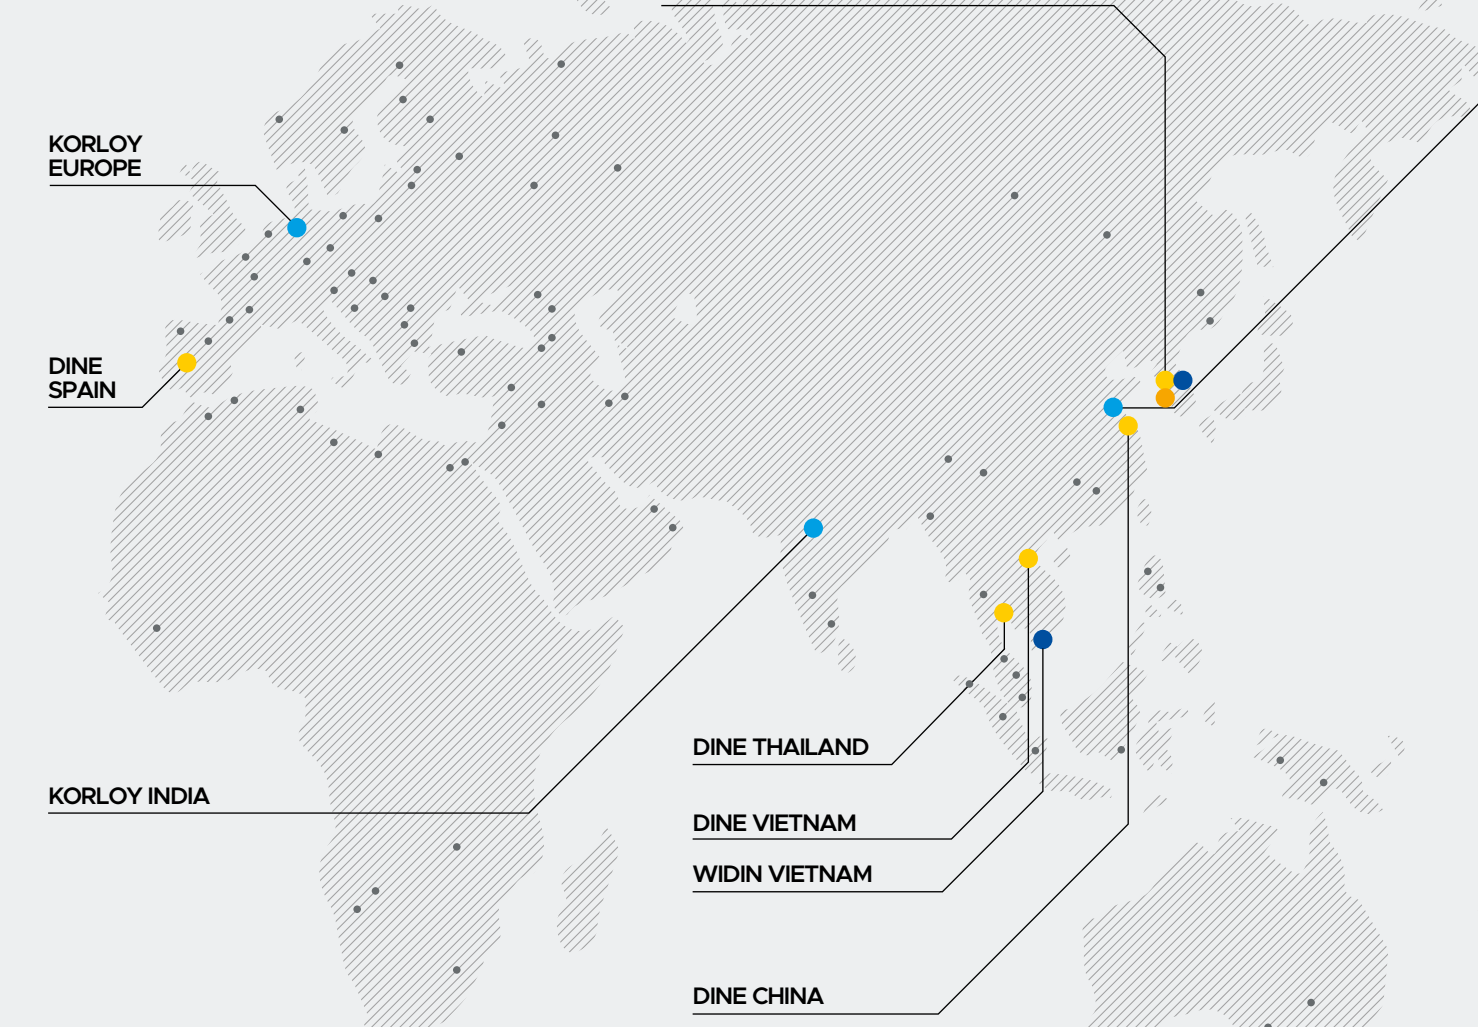 KORLOY
EUROPE
DINE
SPAIN
DINE THAILAND
KORLOY INDIA
DINE VIETNAM
WIDIN VIETNAM
DINE CHINA